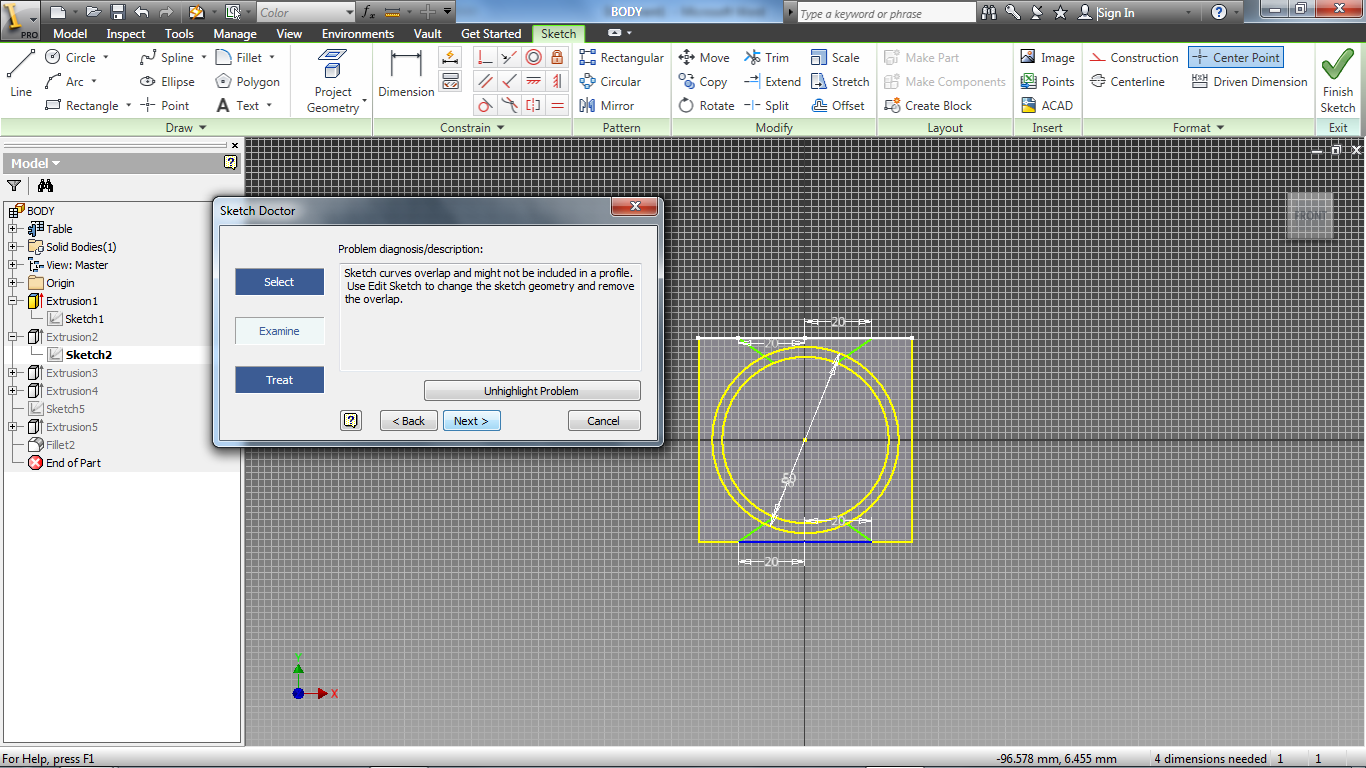 PRO
Color
BODY
Type a keyword or phrase
Sign In
Model Inspect Tools Manage View Environments Vault Get Started Sketch
Line
Circle
Arc
Rectangle
Spline
Ellipse
Point
Fillet
Polygon
Text
Project
Geometry
Dimension
Rectangular
Circular
Mirror
Move
Copy
Rotate
Trim
Extend
Split
Scale
Stretch
Offset
Make Part
Make Components
Create Block
Image
Points
ACAD
Construction
Centerline
Center Point
Driven Dimension
Finish
Sketch
Draw Constrain Pattern Modify Layout Insert Format Exit
Model
BODY
Table
Solid Bodies(1)
View: Master
Origin
Extrusion1
Sketch1
Extrusion2
Sketch2
Extrusion3
Extrusion4
Sketch5
Extrusion5
Fillet2
End of Part
Sketch Doctor
Select
Examine
Treat
Problem diagnosis/description:
Sketch curves overlap and might not be included in a profile.
Use Edit Sketch to change the sketch geometry and remove
the overlap.
Unhighlight Problem
< Back Next > Cancel
FRONT
20
20
20
20
Y
X
For Help, press F1
-96.578 mm, 6.455 mm 4 dimensions needed 1 1